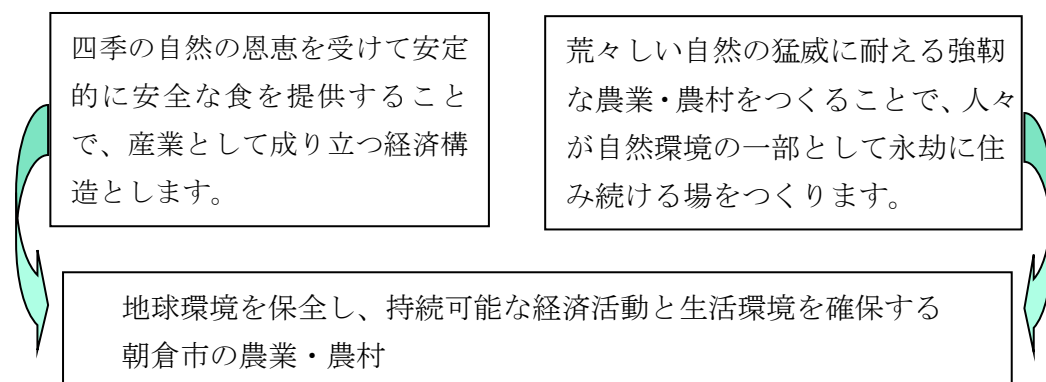 四季の自然の恩恵を受けて安定
的に安全な食を提供すること
で、産業として成り立つ経済構
造とします。
荒々しい自然の猛威に耐える強靭
な農業・農村をつくることで、人々
が自然環境の一部として永劫に住
み続ける場をつくります。
地球環境を保全し、持続可能な経済活動と生活環境を確保する
朝倉市の農業・農村